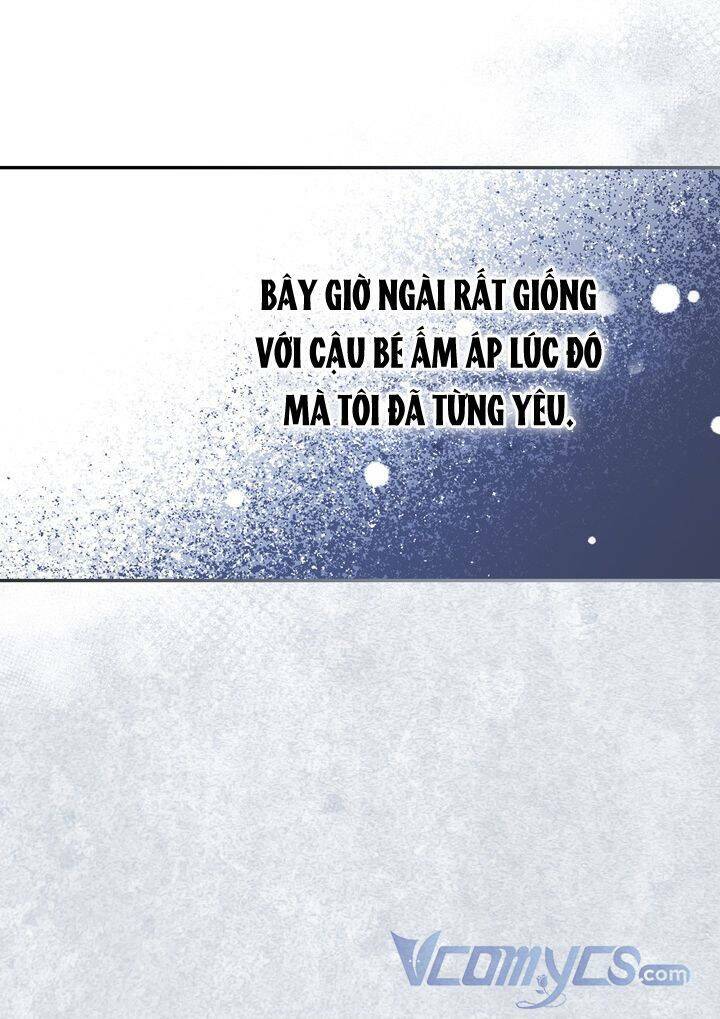 BÂY GIỜ NGÀI RẤT GIỐNG
VỚI CẬU BÉ ẤM ÁP LÚC ĐÓ
MÀ TÔI ĐÃ TỪNG YÊU.
VCOMYCS.com